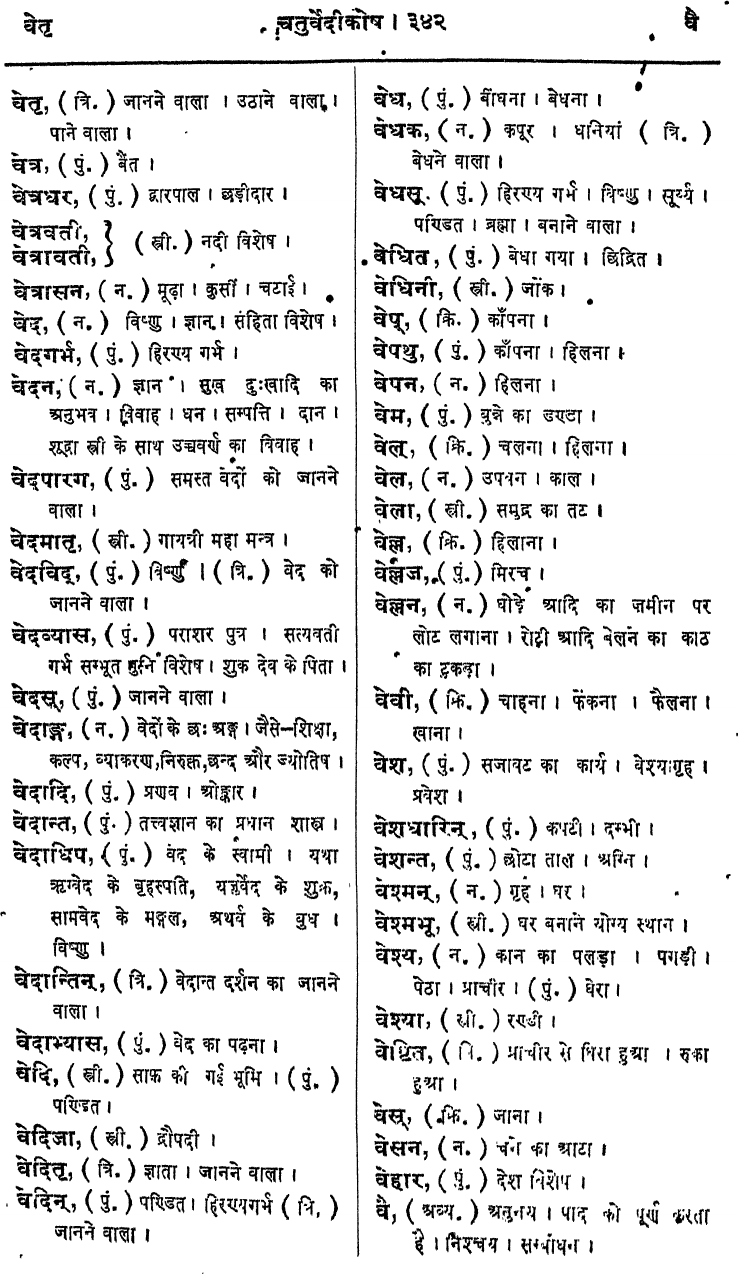 वेतृ चतुर्वेदीकोष । ३४२ वै
वेतृ, ( त्रि. ) जानने वाला । उठाने वाला ।
पाने वाला ।
वेत्र, ( पुं. ) बैंत ।
वेत्रधर, ( पुं. ) द्वारपाल । छड़ीदार ।
वेत्रवती,
वेत्रावती, } ( स्त्री. ) नदी विशेष ।
वेत्रासन, ( न. ) मूढ़ा । कुर्सी । चटाई ।
वेद, ( न. ) विष्णु । ज्ञान । संहिता विशेष ।
वेदगर्भ, ( पुं. ) हिरण्य गर्भ ।
वेदन, ( न. ) ज्ञान । सुख दुःखादि का
अनुभव । विवाह । धन । सम्पत्ति । दान ।
शूद्रा स्त्री के साथ उच्चवर्ण का विवाह ।
वेदपारग, ( पुं. ) समस्त वेदों को जानने
वाला ।
वेदमातृ, ( स्त्री. ) गायत्री महा मन्त्र ।
वेदविद्, ( पुं. ) विष्णु । ( त्रि. ) वेद को
जानने वाला ।
वेदव्यास, ( पुं. ) पराशर पुत्र । सत्यवती
गर्भ सम्भूत मुनि विशेष । शुक देव के पिता ।
वेदस्, ( पुं. ) जानने वाला ।
वेदाङ्ग, ( न. ) वेदों के छः अङ्ग । जैसे–शिक्षा,
कल्प, व्याकरण,निरुक्त,छन्द और ज्योतिष ।
वेदादि, ( पुं. ) प्रणव । ओङ्कार ।
वेदान्त, ( पुं. ) तत्त्वज्ञान का प्रधान शास्त्र ।
वेदाधिप, ( पुं. ) वेद के स्वामी । यथा
ऋग्वेद के बृहस्पति, यजुर्वेद के शुक्र,
सामवेद के मङ्गल, अथर्व के बुध ।
विष्णु ।
वेदान्तिन्, ( त्रि. ) वेदान्त दर्शन का जानने
वाला ।
वेदाभ्यास, ( पुं. ) वेद का पढ़ना ।
वेदि, ( स्त्री. ) साफ़ की गई भूमि । ( पुं. )
पण्डित ।
वेदिजा, ( स्त्री. ) द्रौपदी ।
वेदितृ, ( त्रि. ) ज्ञाता । जानने वाला ।
वेदिन्, ( पुं. ) पण्डित । हिरण्यगर्भ ( त्रि. )
जानने वाला ।
वेध, ( पुं. ) बींधना । बेधना ।
वेधक, ( न. ) कपूर । धनियां ( त्रि. )
बेधने वाला ।
वेधस्. ( पुं. ) हिरण्य गर्भ । विष्णु । सूर्य्य ।
पण्डित । ब्रह्मा । बनाने वाला ।
वेधित, ( पुं. ) बेधा गया । छिद्रित ।
वेधिनी, ( स्त्री. ) जोंक ।
वेप्, ( क्रि. ) काँपना ।
वेपथु, ( पुं. ) काँपना । हिलना ।
वेपन, ( न. ) हिलना ।
वेम, ( पुं. ) बुन्ने का डण्डा ।
वेल्, ( क्रि. ) चलना । हिलना ।
वेल, ( न. ) उपवन । काल ।
वेला, ( स्त्री. ) समुद्र का तट ।
वेल्ल, ( क्रि. ) हिलाना ।
वेल्लज, ( पुं. ) मिरच ।
वेल्लन, ( न. ) घोड़े आदि का ज़मीन पर
लोट लगाना । रोटी आदि बेलने का काठ
का टुकड़ा ।
वेवी, ( क्रि. ) चाहना । फेंकना । फैलना ।
खाना ।
वेश, ( पुं. ) सजावट का कार्य । वेश्यागृह ।
प्रवेश ।
वेशधारिन्, ( पुं. ) कपटी । दम्भी ।
वेशन्त, ( पुं. ) छोटा ताल । अग्नि ।
वेश्मन्, ( न. ) गृह । घर ।
वेश्मभू, ( स्त्री. ) घर बनाने योग्य स्थान ।
वेश्य, ( न. ) कान का पलड़ा । पगड़ी ।
पेठा । प्राचीर । ( पुं. ) घेरा ।
वेश्या, ( स्त्री. ) रण्डी ।
वेष्टित, ( त्रि. ) प्राचीर से घिरा हुआ । रुका
हुआ ।
वेस्, ( क्रि. ) जाना ।
वेसन, ( न. ) चने का आटा ।
वेहार, ( पुं. ) देश विशेष ।
वै, ( अव्य. ) अनुनय । पाद को पूर्ण करता
है । निश्चय । सम्बोधन ।